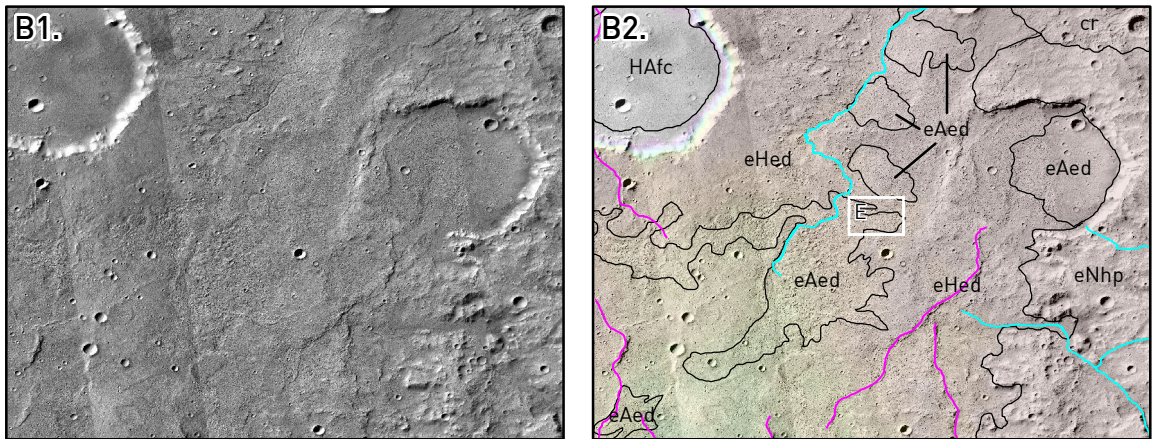 B1.
B2.
cr
HAfc
eAed
eHed
eAed
E
eAed
eHed
eNhp
eAed